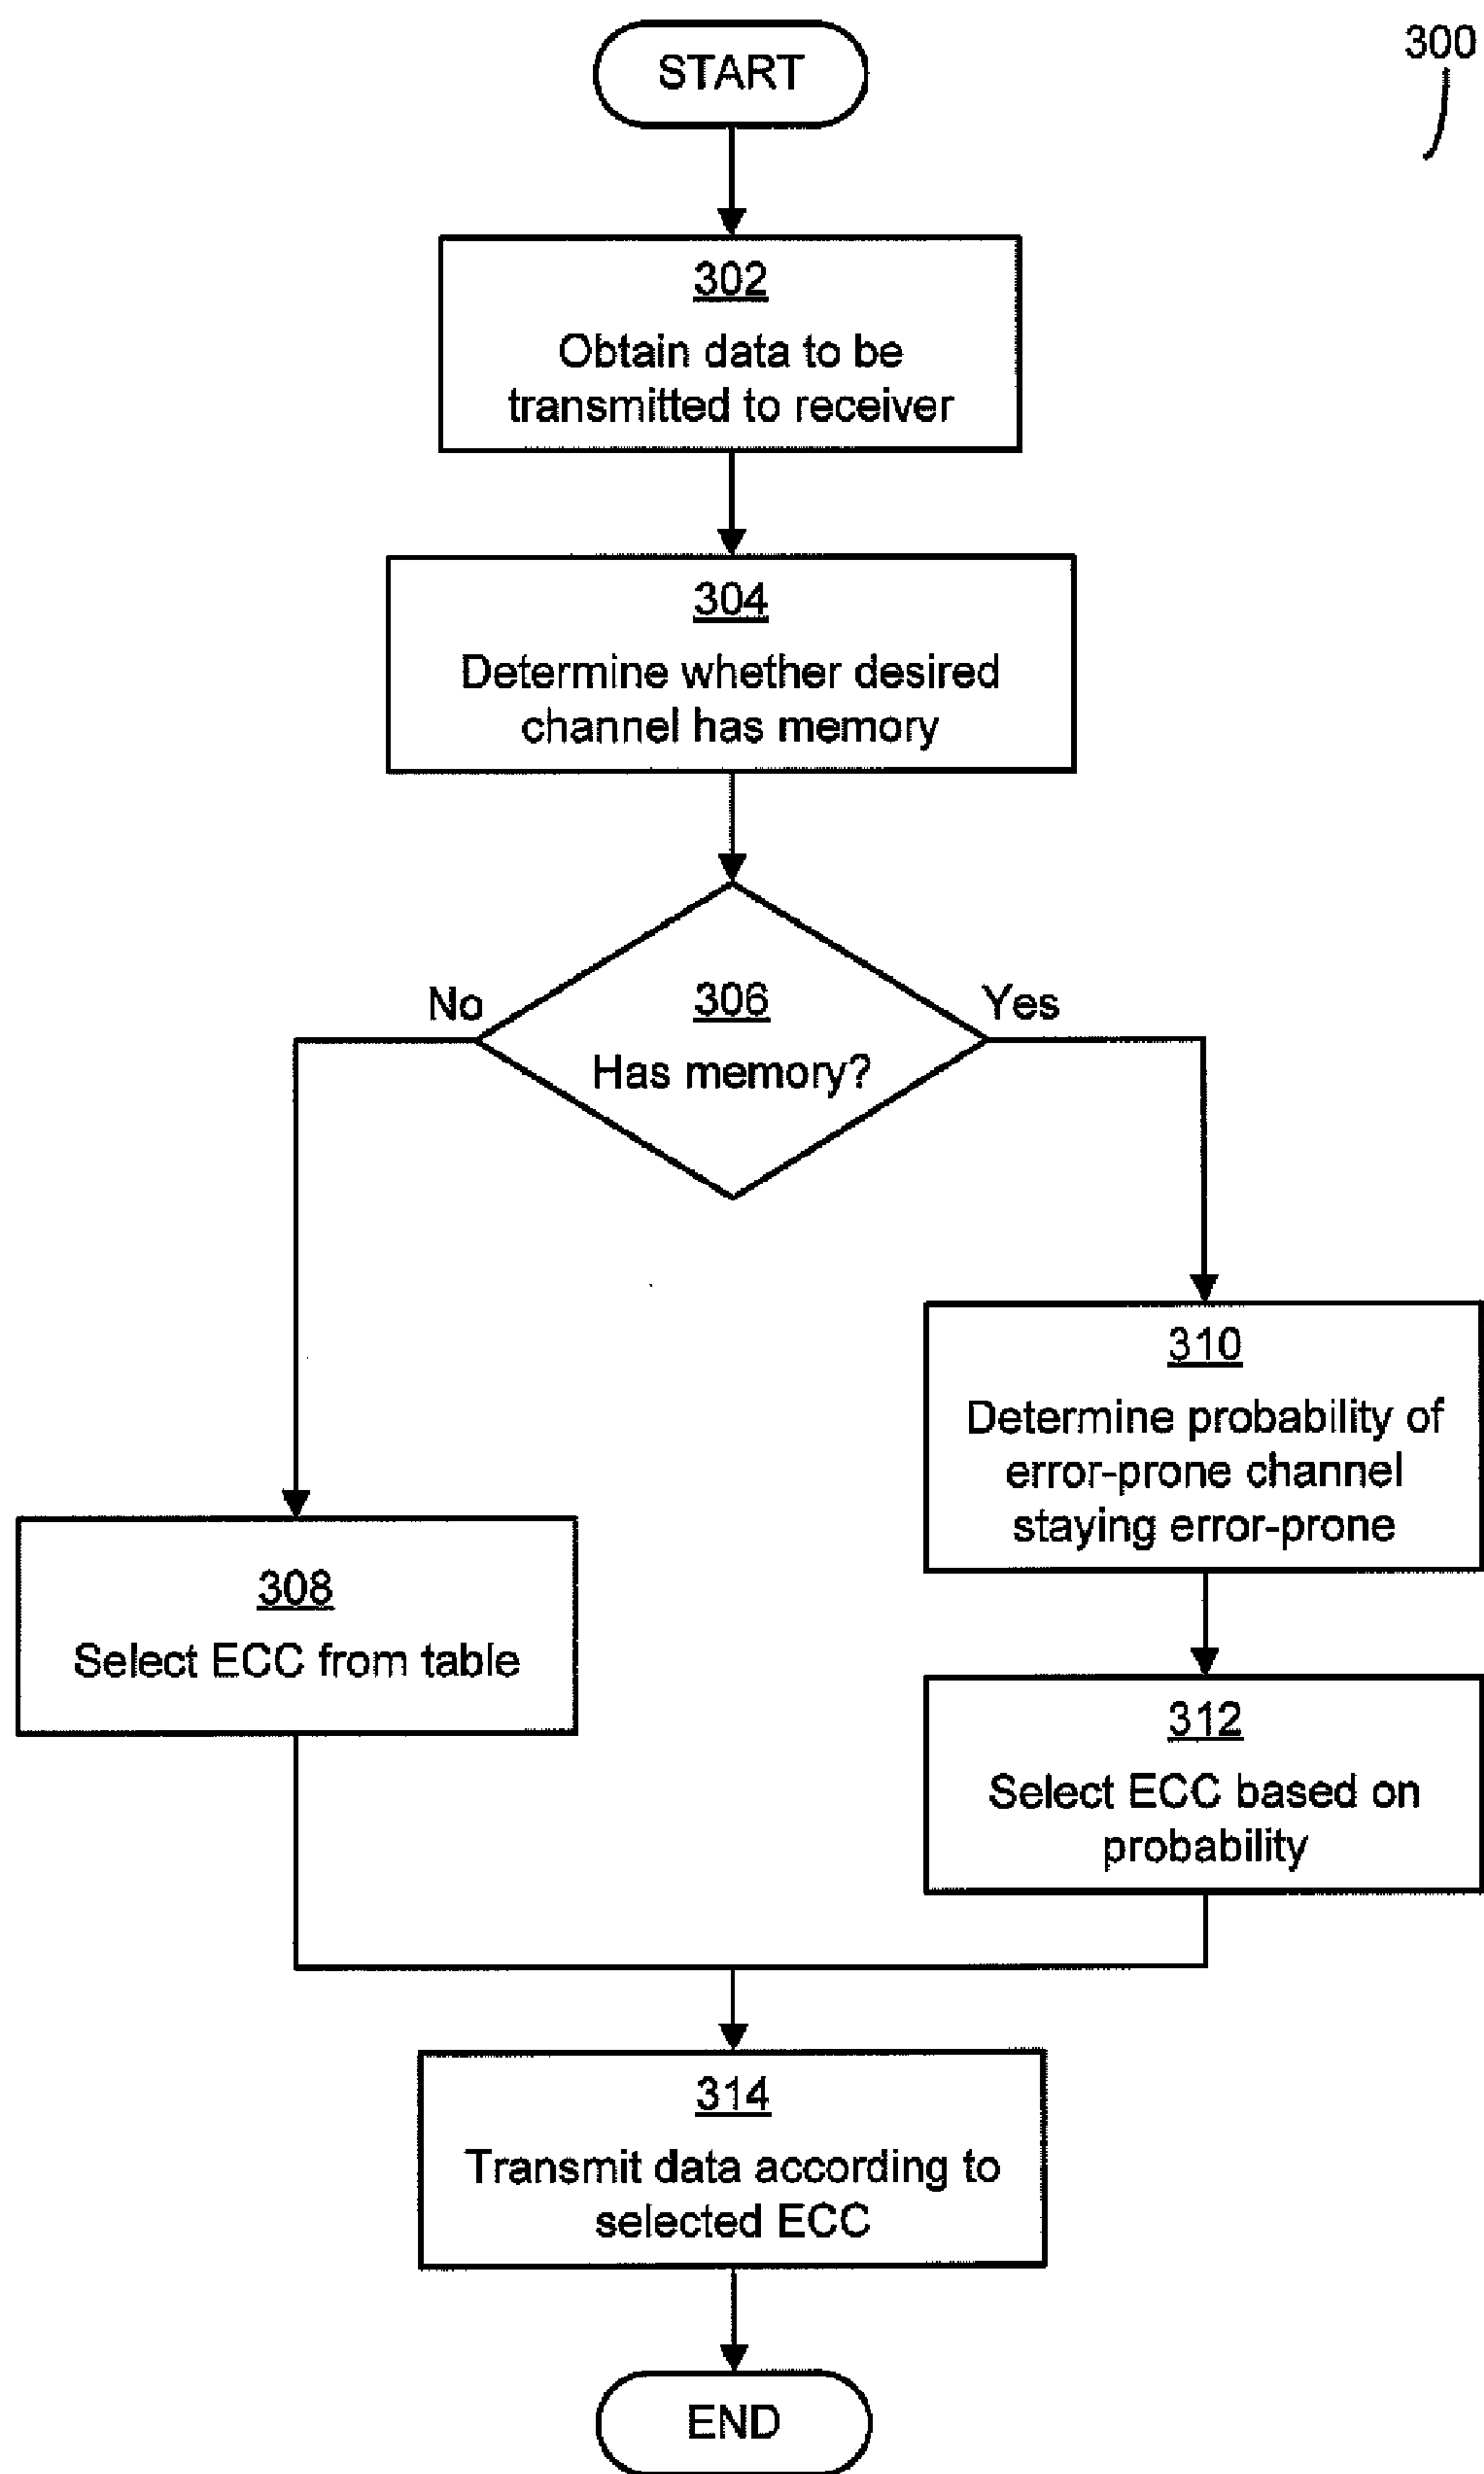 START
300
302
Obtain data to be
transmitted to receiver
304
Determine whether desired
channel has memory
No
306
Yes
Has memory?
310
Determine probability of
error-prone channel
staying error-prone
308
Select ECC from table
312
Select ECC based on
probability
314
Transmit data according to
selected ECC
END